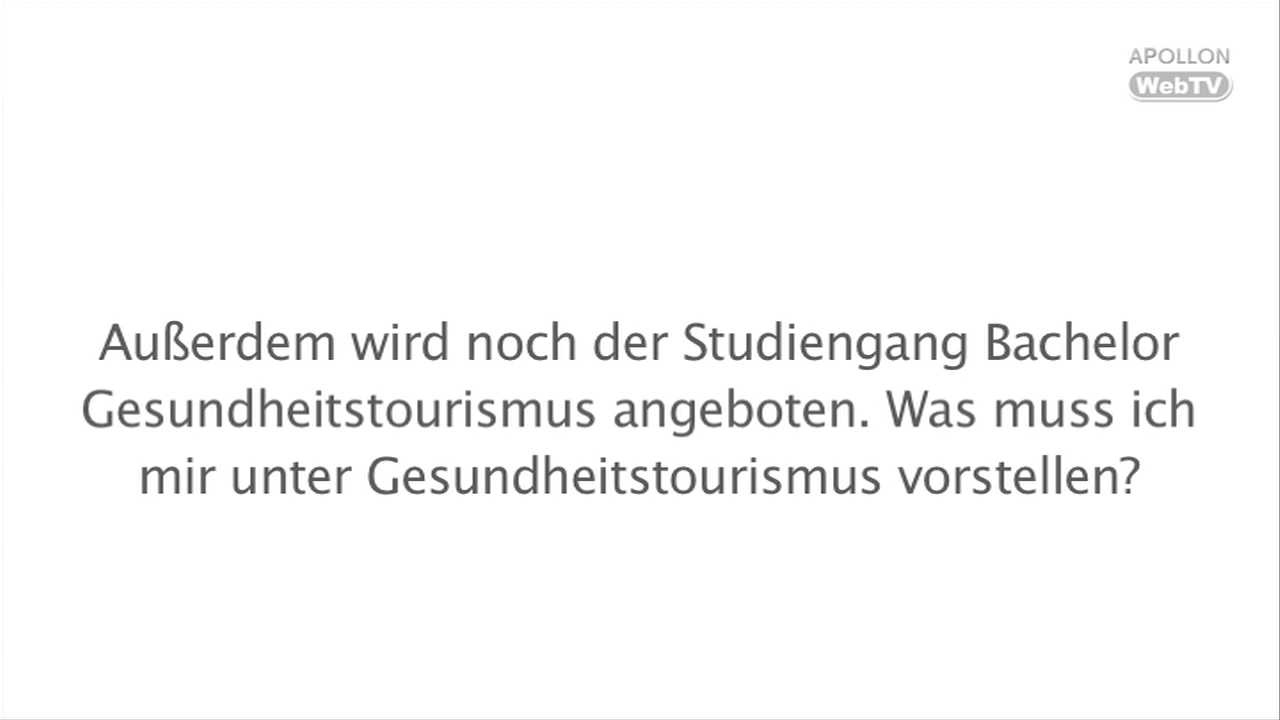 APOLLON
WebTV
Außerdem wird noch der Studiengang Bachelor
Gesundheitstourismus angeboten. Was muss ich
mir unter Gesundheitstourismus vorstellen?